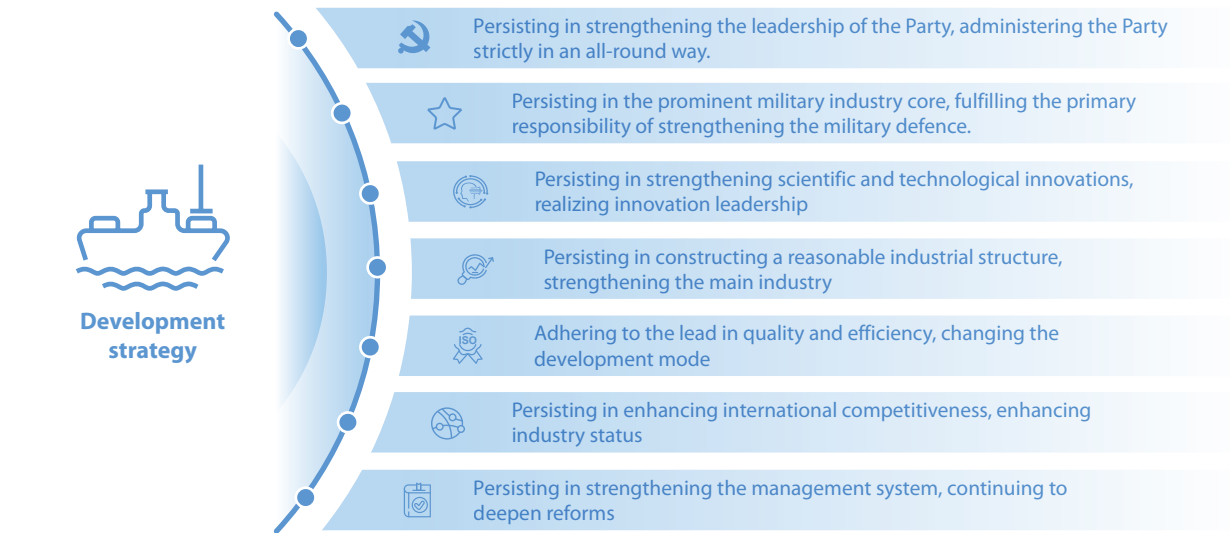 Development
strategy
Persisting in strengthening the leadership of the Party, administering the Party
strictly in an all-round way.
Persisting in the prominent military industry core, fulfilling the primary
responsibility of strengthening the military defence.
Persisting in strengthening scientific and technological innovations,
realizing innovation leadership
Persisting in constructing a reasonable industrial structure,
strengthening the main industry
ISO
Adhering to the lead in quality and efficiency, changing the
development mode
Persisting in enhancing international competitiveness, enhancing
industry status
Persisting in strengthening the management system, continuing to
deepen reforms